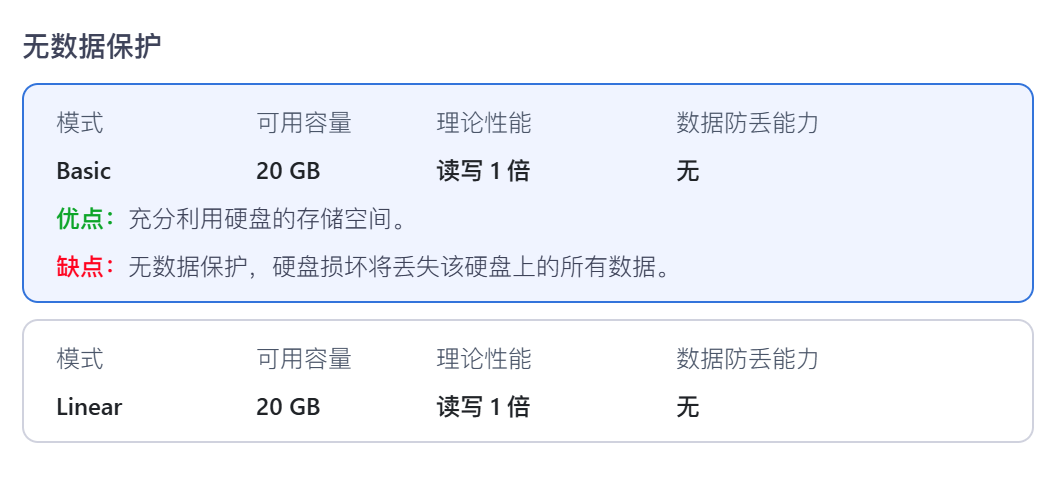 无数据保护
模式 可用容量 理论性能 数据防丢能力
Basic 20 GB 读写 1 倍 无
优点：充分利用硬盘的存储空间。
缺点：无数据保护，硬盘损坏将丢失该硬盘上的所有数据。
模式 可用容量 理论性能 数据防丢能力
Linear 20 GB 读写 1 倍 无